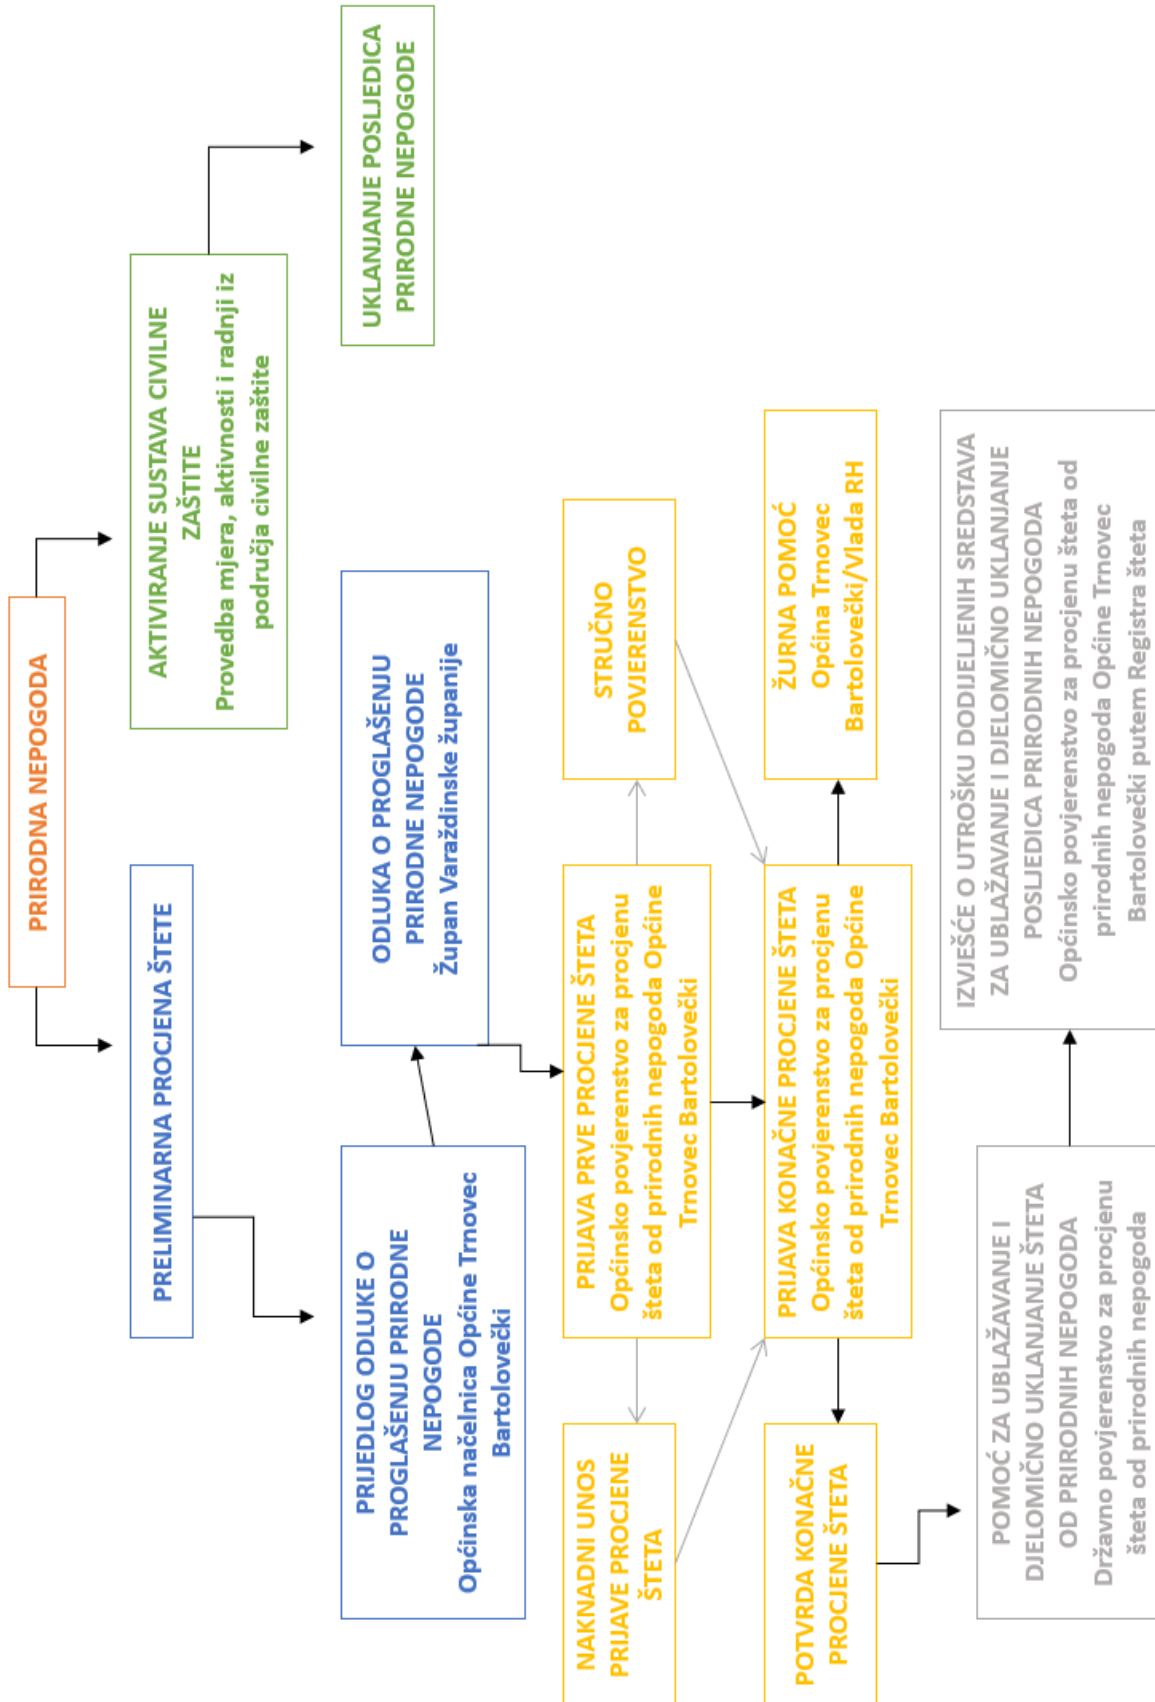 PRIRODNA NEPOGODA
PRELIMINARNA PROCJENA ŠTETE
AKTIVIRANJE SUSTAVA CIVILNE
ZAŠTITE
Provedba mjera, aktivnosti i radnji iz
područja civilne zaštite
PRIJEDLOG ODLUKE O
PROGLAŠENJU PRIRODNE
NEPOGODE
Općinska načelnica Općine Trnovec
Bartolovečki
ODLUKA O PROGLAŠENJU
PRIRODNE NEPOGODE
Župan Varaždinske županije
UKLANJANJE POSLJEDICA
PRIRODNE NEPOGODE
NAKNADNI UNOS
PRIJAVE PROCJENE
ŠTETA
PRIJAVA PRVE PROCJENE ŠTETA
Općinsko povjerenstvo za procjenu
šteta od prirodnih nepogoda Općine
Trnovec Bartolovečki
STRUČNO
POVJERENSTVO
POTVRDA KONAČNE
PROCJENE ŠTETA
PRIJAVA KONAČNE PROCJENE ŠTETA
Općinsko povjerenstvo za procjenu
šteta od prirodnih nepogoda Općine
Trnovec Bartolovečki
ŽURNA POMOĆ
Općina Trnovec
Bartolovečki/Vlada RH
POMOĆ ZA UBLAŽAVANJE I
DJELOMIČNO UKLANJANJE ŠTETA
OD PRIRODNIH NEPOGODA
Državno povjerenstvo za procjenu
šteta od prirodnih nepogoda
IZVJEŠĆE O UTROŠKU DODIJELJENIH SREDSTAVA
ZA UBLAŽAVANJE I DJELOMIČNO UKLANJANJE
POSLJEDICA PRIRODNIH NEPOGODA
Općinsko povjerenstvo za procjenu šteta od
prirodnih nepogoda Općine Trnovec
Bartolovečki putem Registra šteta